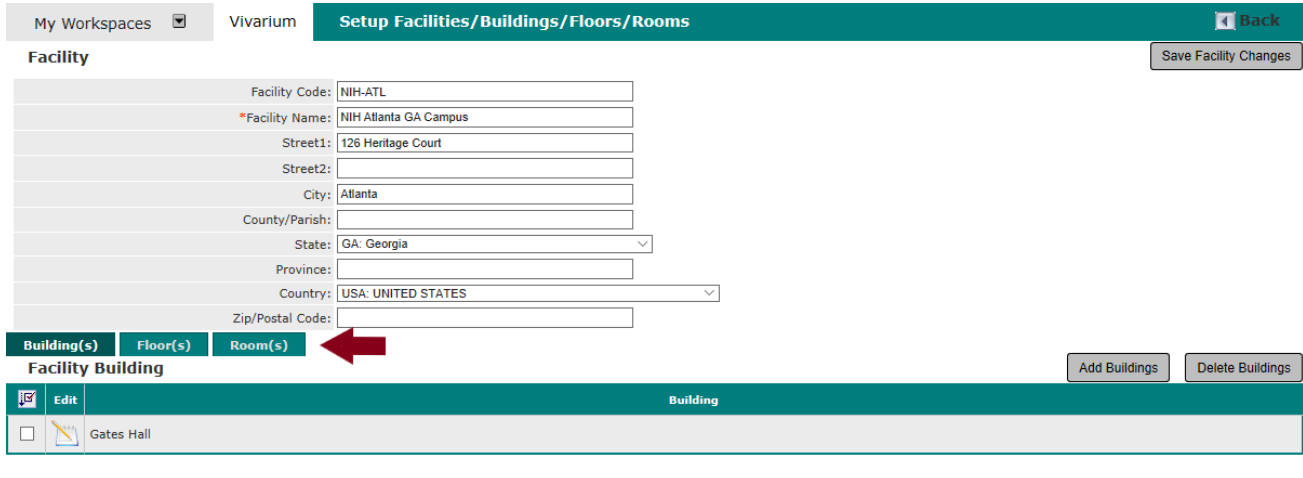 My Workspaces Vivarium Setup Facilities/Buildings/Floors/Rooms Back
Facility Save Facility Changes
Facility Code: NIH-ATL
*Facility Name: NIH Atlanta GA Campus
Street1: 126 Heritage Court
Street2:
City: Atlanta
County/Parish:
State: GA: Georgia
Province:
Country: USA: UNITED STATES
Zip/Postal Code:
Building(s) Floor(s) Room(s)
Facility Building Add Buildings Delete Buildings
Edit Building
Gates Hall